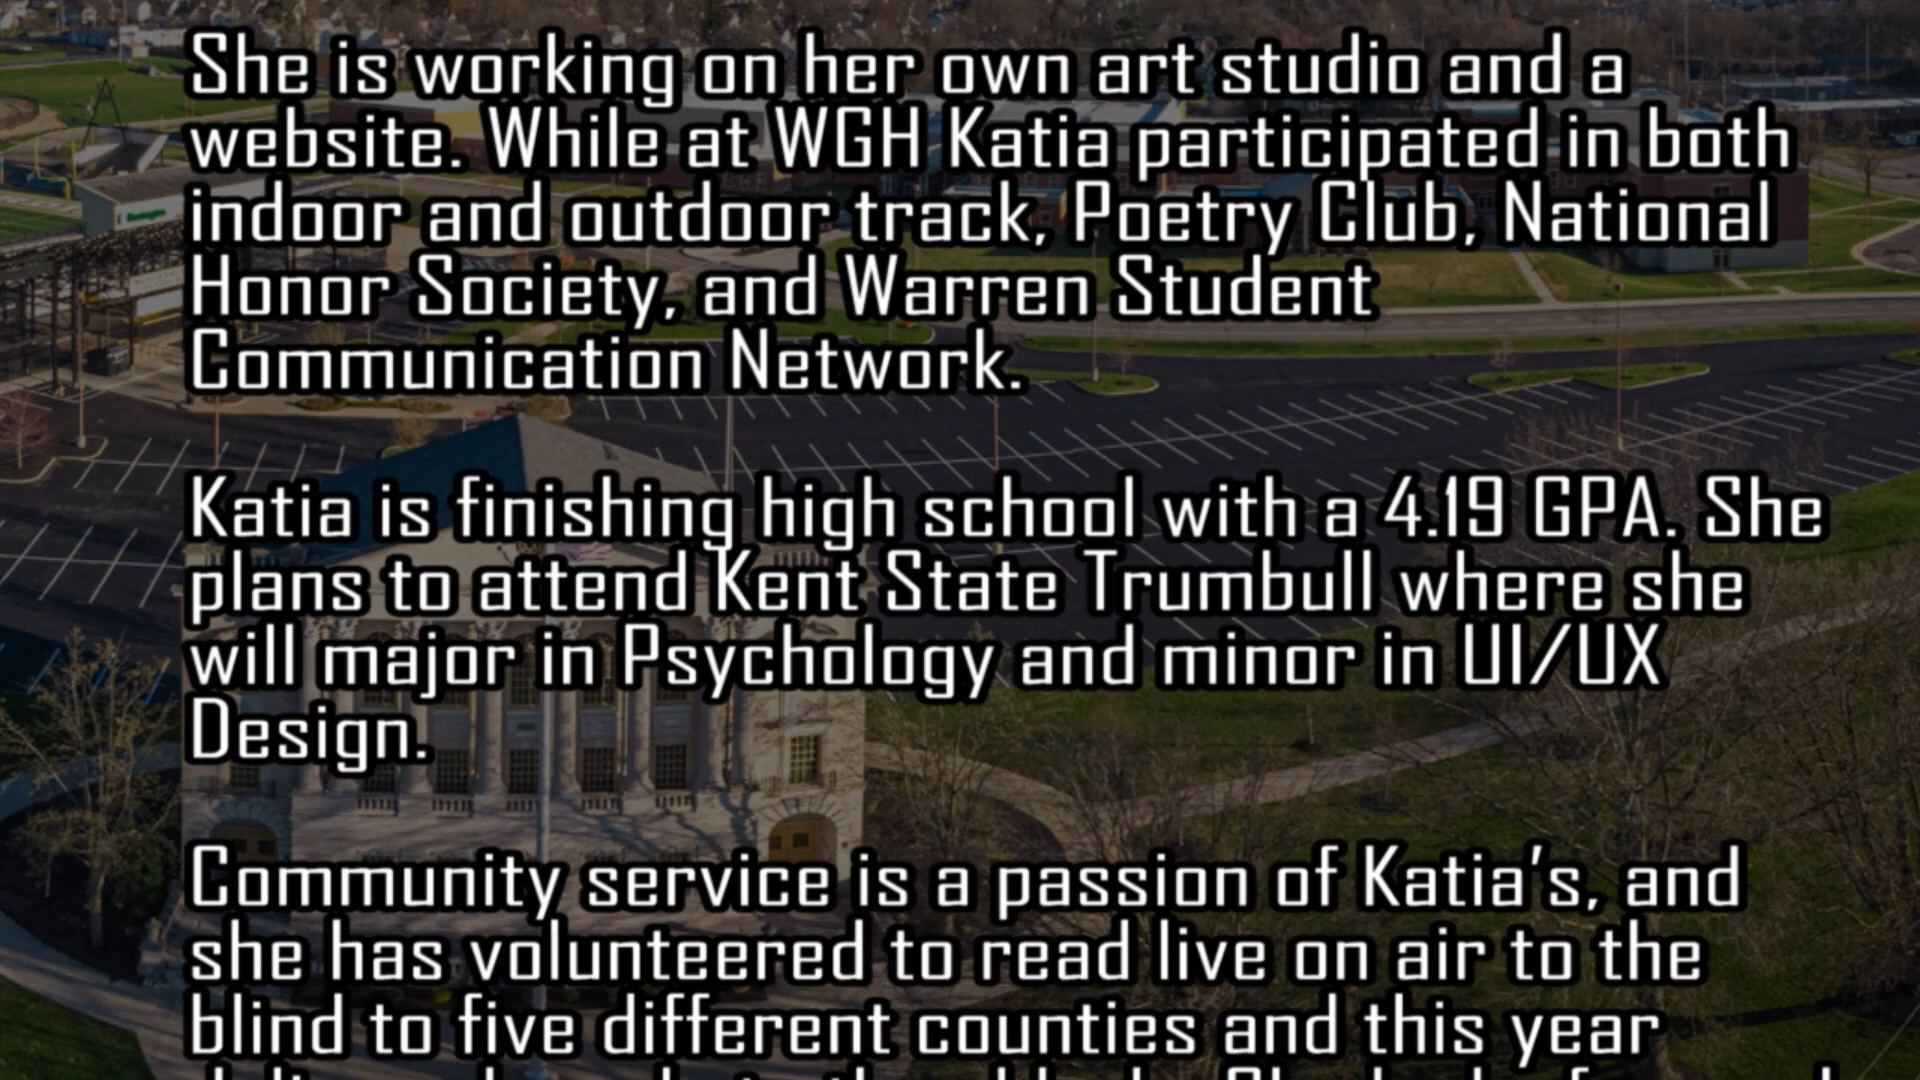 She is working on her own art studio and a
website. While at WGH Katia participated in both
indoor and outdoor track, Poetry Club, National
Honor Society, and Warren Student
Communication Network.
Katia is finishing high school with a 4.19 GPA. She
plans to attend Kent State Trumbull where she
will major in Psychology and minor in UI/UX
Design.
Community service is a passion of Katia's, and
she has volunteered to read live on air to the
blind to five different counties and this year